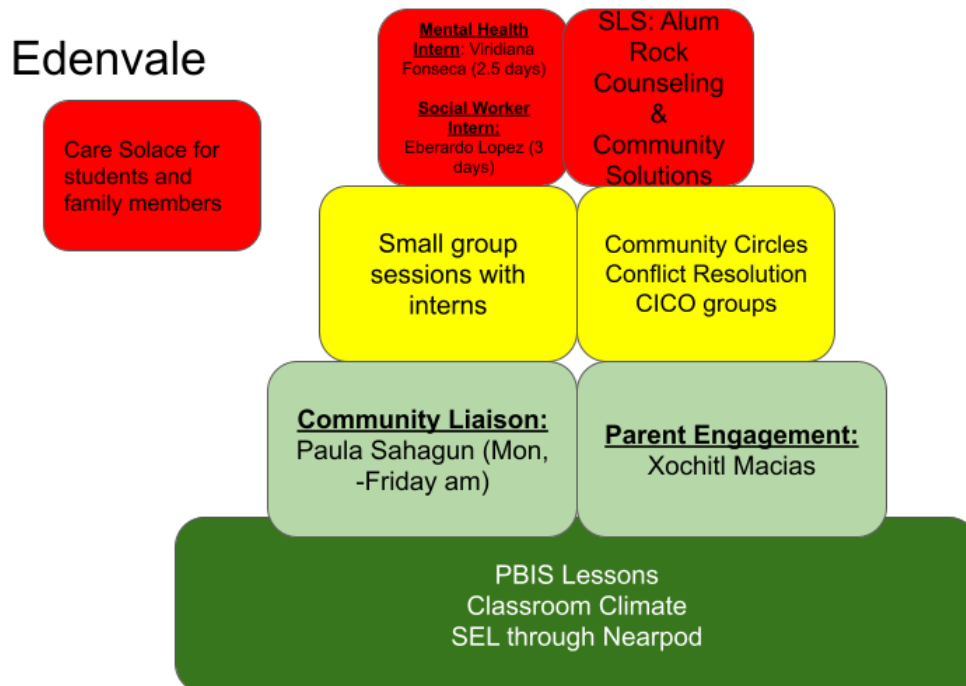 Edenvale
Care Solace for
students and
family members
Mental Health
Intern: Viridiana
Fonseca (2.5 days)
Social Worker
Intern:
Eberardo Lopez (3
days)
SLS: Alum
Rock
Counseling
&
Community
Solutions
Small group
sessions with
interns
Community Circles
Conflict Resolution
CICO groups
Community Liaison:
Paula Sahagun (Mon,
-Friday am)
Parent Engagement:
Xochitl Macias
PBIS Lessons
Classroom Climate
SEL through Nearpod